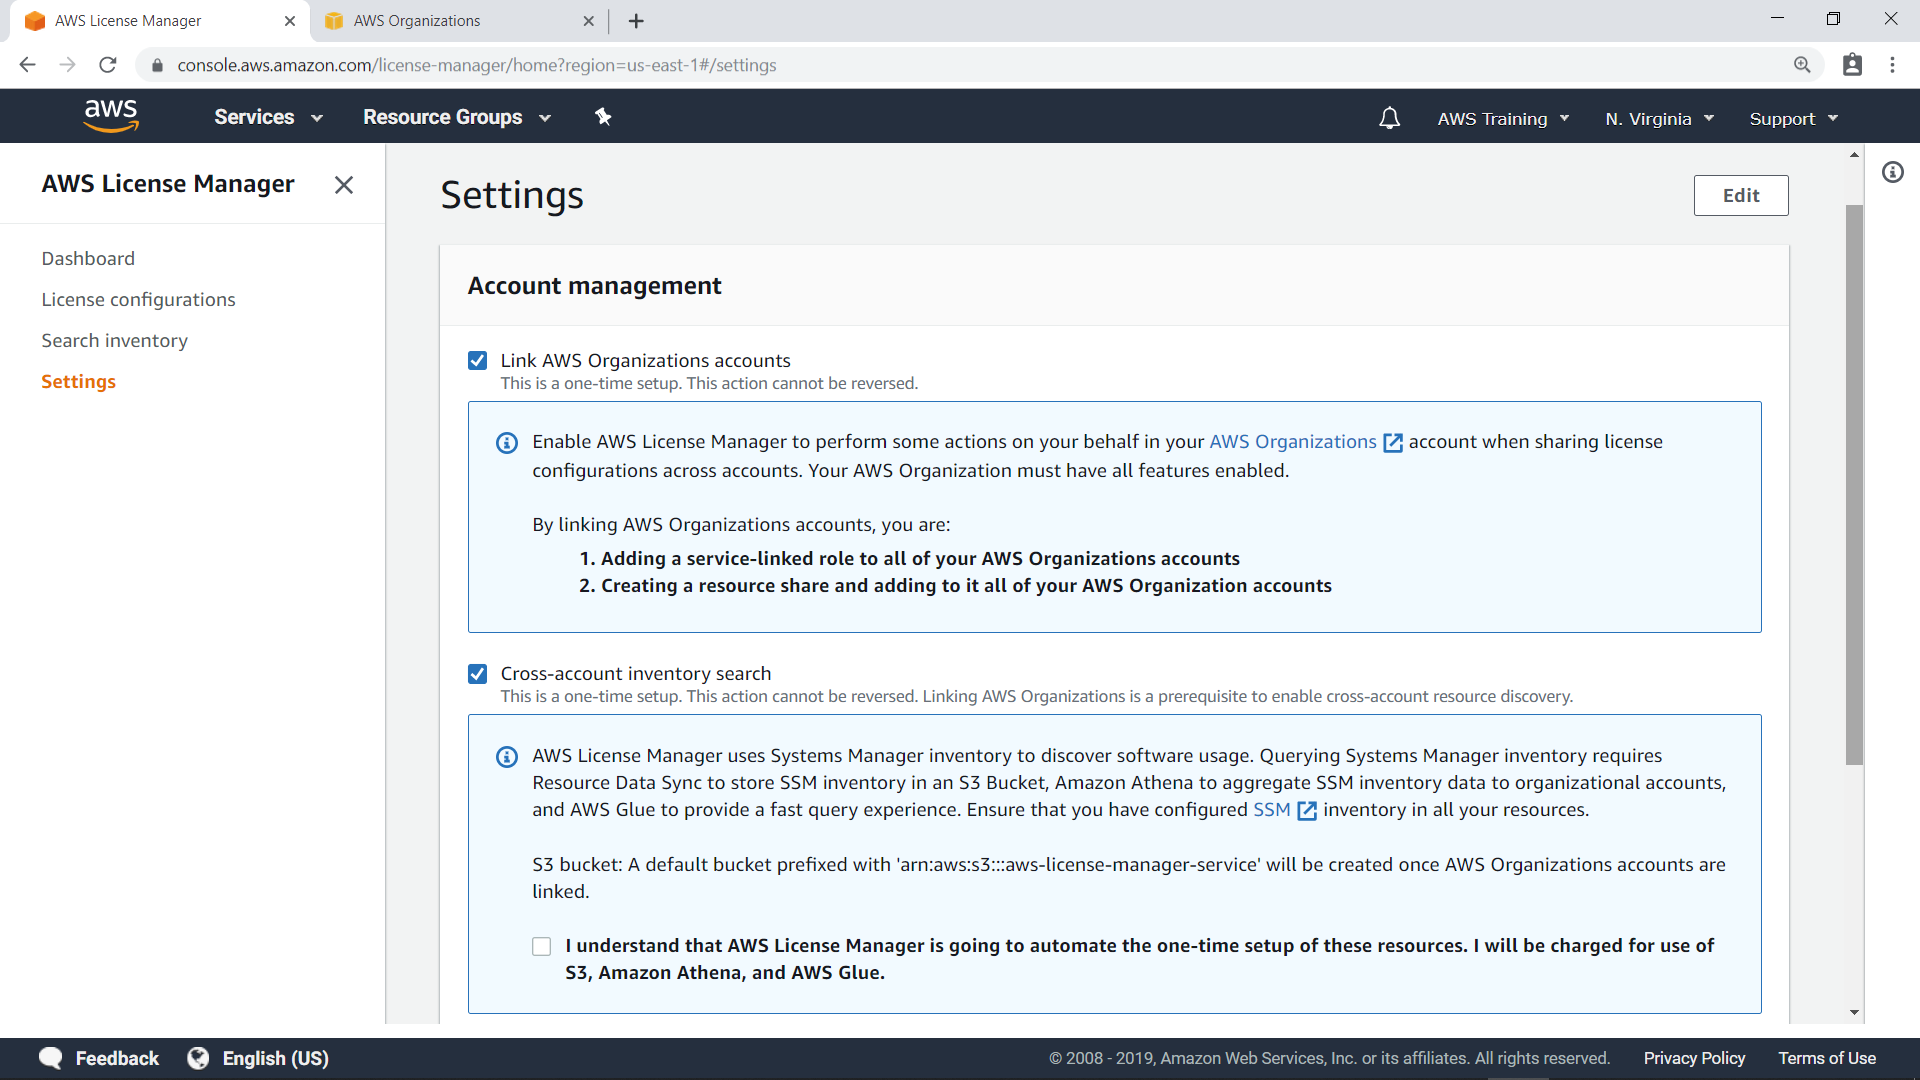 AWS License Manager
AWS Organizations
console.aws.amazon.com/license-manager/home?region=us-east-1#/settings
aws
Services
Resource Groups
AWS Training
N. Virginia
Support
AWS License Manager
Dashboard
License configurations
Search inventory
Settings
Settings
Edit
Account management
Link AWS Organizations accounts
This is a one-time setup. This action cannot be reversed.
Enable AWS License Manager to perform some actions on your behalf in your AWS Organizations account when sharing license
configurations across accounts. Your AWS Organization must have all features enabled.
By linking AWS Organizations accounts, you are:
1. Adding a service-linked role to all of your AWS Organizations accounts
2. Creating a resource share and adding to it all of your AWS Organization accounts
Cross-account inventory search
This is a one-time setup. This action cannot be reversed. Linking AWS Organizations is a prerequisite to enable cross-account resource discovery.
AWS License Manager uses Systems Manager inventory to discover software usage. Querying Systems Manager inventory requires
Resource Data Sync to store SSM inventory in an S3 Bucket, Amazon Athena to aggregate SSM inventory data to organizational accounts,
and AWS Glue to provide a fast query experience. Ensure that you have configured SSM inventory in all your resources.
S3 bucket: A default bucket prefixed with 'arn:aws:s3:::aws-license-manager-service' will be created once AWS Organizations accounts are
linked.
I understand that AWS License Manager is going to automate the one-time setup of these resources. I will be charged for use of
S3, Amazon Athena, and AWS Glue.
Feedback
English (US)
© 2008 - 2019, Amazon Web Services, Inc. or its affiliates. All rights reserved.
Privacy Policy
Terms of Use